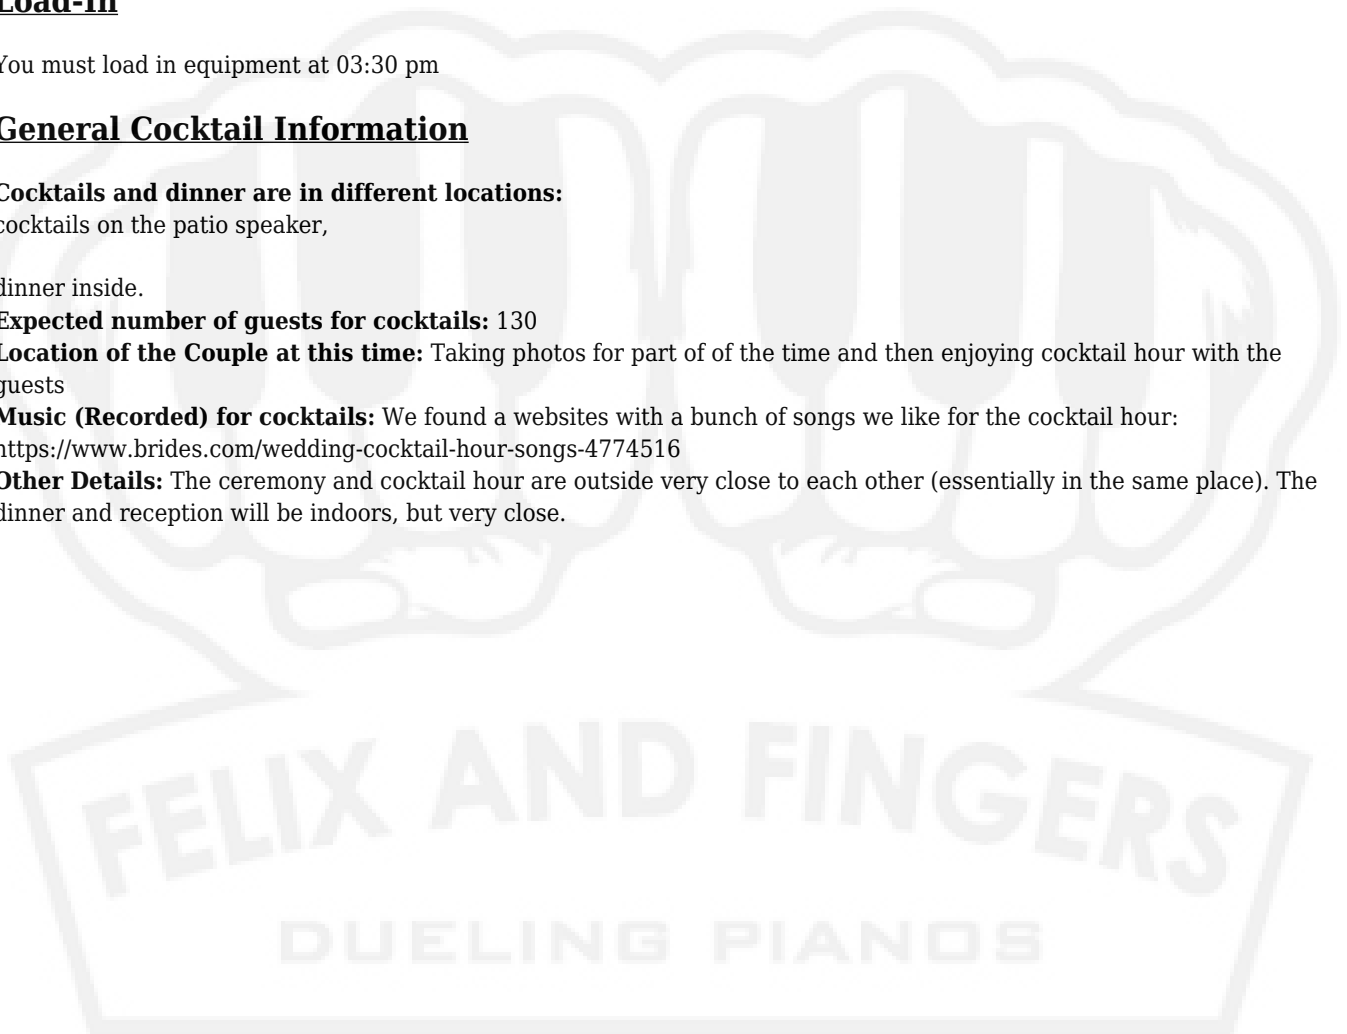 Load-In
You must load in equipment at 03:30 pm
General Cocktail Information
Cocktails and dinner are in different locations:
cocktails on the patio speaker,
dinner inside.
Expected number of guests for cocktails: 130
Location of the Couple at this time: Taking photos for part of of the time and then enjoying cocktail hour with the
guests
Music (Recorded) for cocktails: We found a websites with a bunch of songs we like for the cocktail hour:
https://www.brides.com/wedding-cocktail-hour-songs-4774516
Other Details: The ceremony and cocktail hour are outside very close to each other (essentially in the same place). The
dinner and reception will be indoors, but very close.
FELIX AND FINGERS
DUELING PIANOS